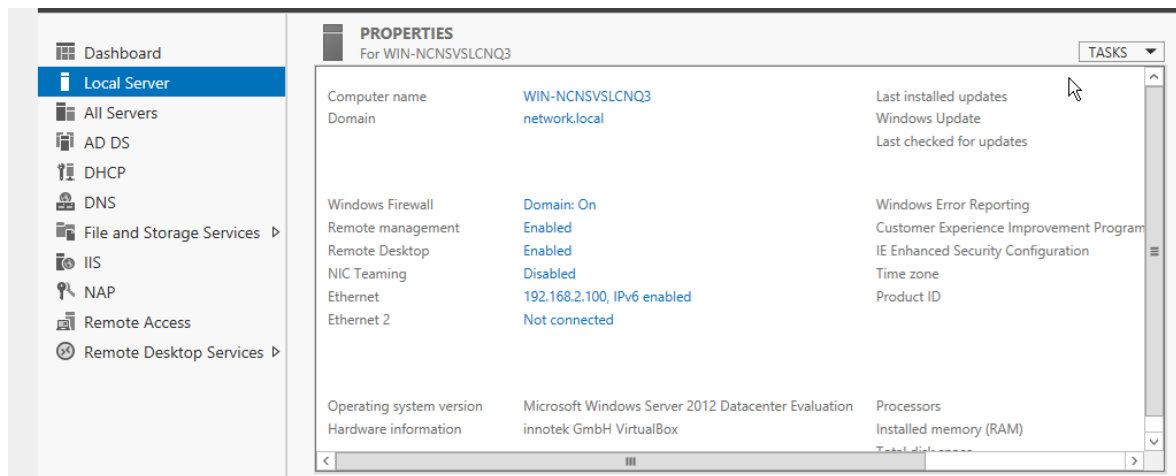 PROPERTIES
For WIN-NCNSVSLCNQ3
TASKS
Dashboard
Local Server
All Servers
AD DS
DHCP
DNS
File and Storage Services
IIS
NAP
Remote Access
Remote Desktop Services
Computer name WIN-NCNSVSLCNQ3 Last installed updates
Domain network.local Windows Update
Last checked for updates
Windows Firewall Domain: On Windows Error Reporting
Remote management Enabled Customer Experience Improvement Program
Remote Desktop Enabled IE Enhanced Security Configuration
NIC Teaming Disabled Time zone
Ethernet 192.168.2.100, IPv6 enabled Product ID
Ethernet 2 Not connected
Operating system version Microsoft Windows Server 2012 Datacenter Evaluation Processors
Hardware information innotek GmbH VirtualBox Installed memory (RAM)
Total disk space